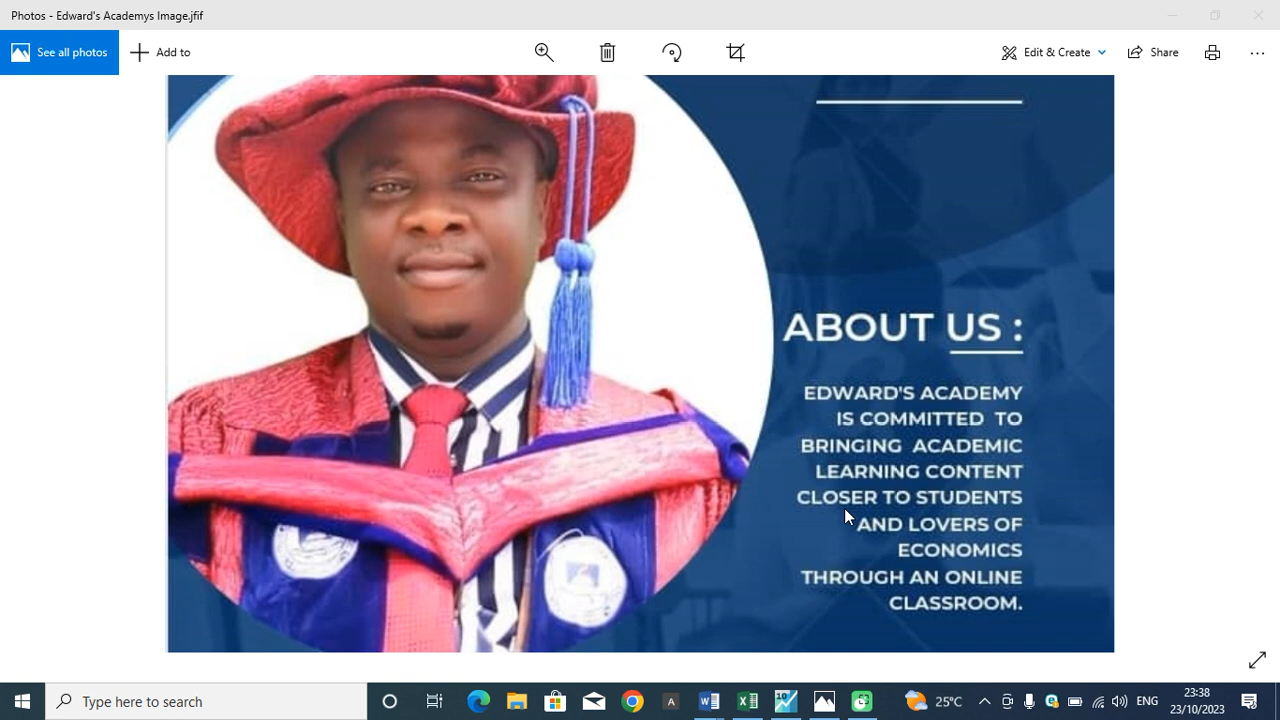 Photos - Edward's Academys Image.jfif
See all photos
Add to
Edit & Create
Share
ABOUT US :
EDWARD'S ACADEMY
IS COMMITTED TO
BRINGING ACADEMIC
LEARNING CONTENT
CLOSER TO STUDENTS
AND LOVERS OF
ECONOMICS
THROUGH AN ONLINE
CLASSROOM.
Type here to search
25°C
ENG
23:38
23/10/2023